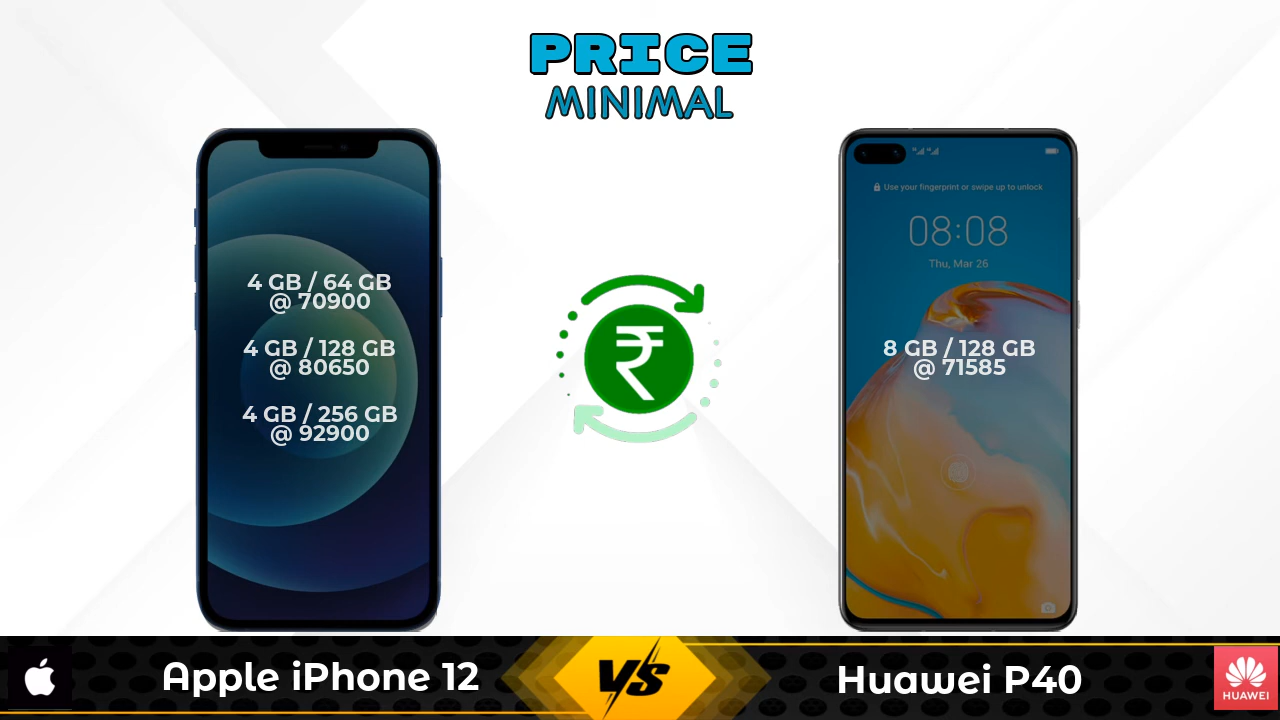 PRICE
MINIMAL
4 GB / 64 GB
@ 70900
4 GB / 128 GB
@ 80650
4 GB / 256 GB
@ 92900
₹
Use your fingerprint or swipe up to unlock
08:08
Thu, Mar 26
8 GB / 128 GB
@ 71585
Apple iPhone 12
VS
Huawei P40
HUAWEI